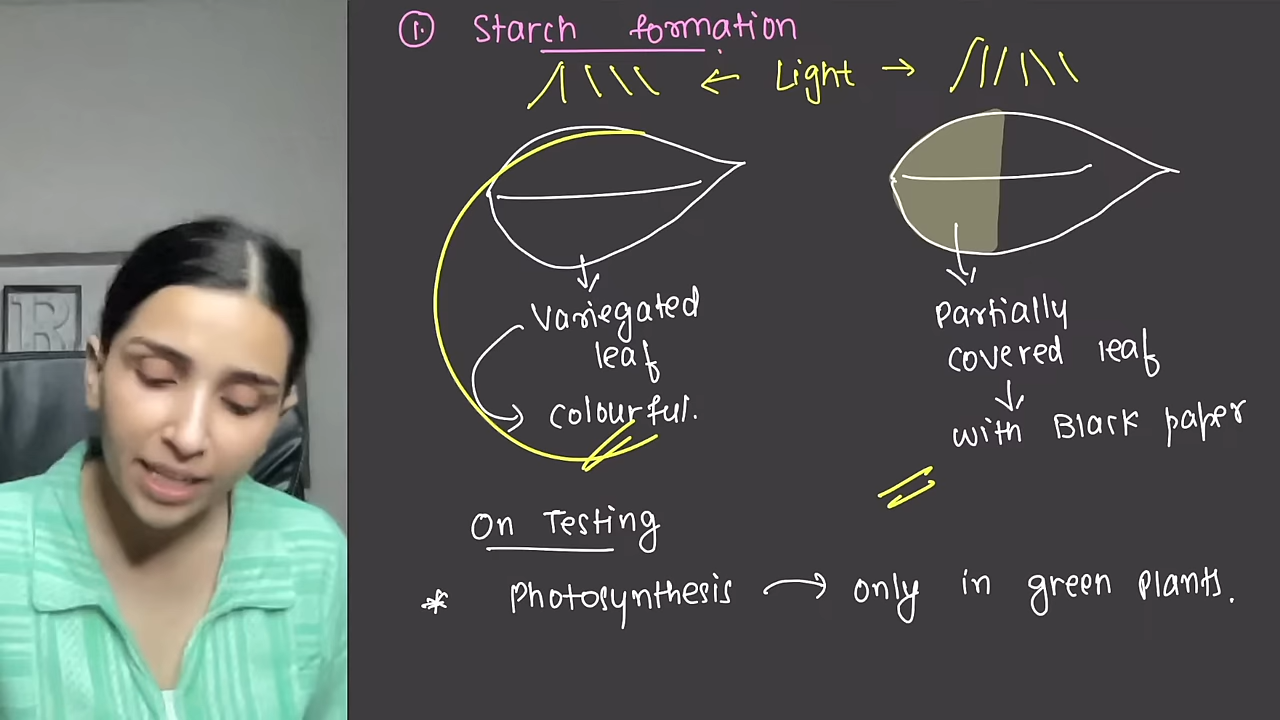 ① Starch formation
← Light →
Variegated
leaf
colourful.
Partially
covered leaf
with Black paper
On Testing
* Photosynthesis → only in green plants.
R